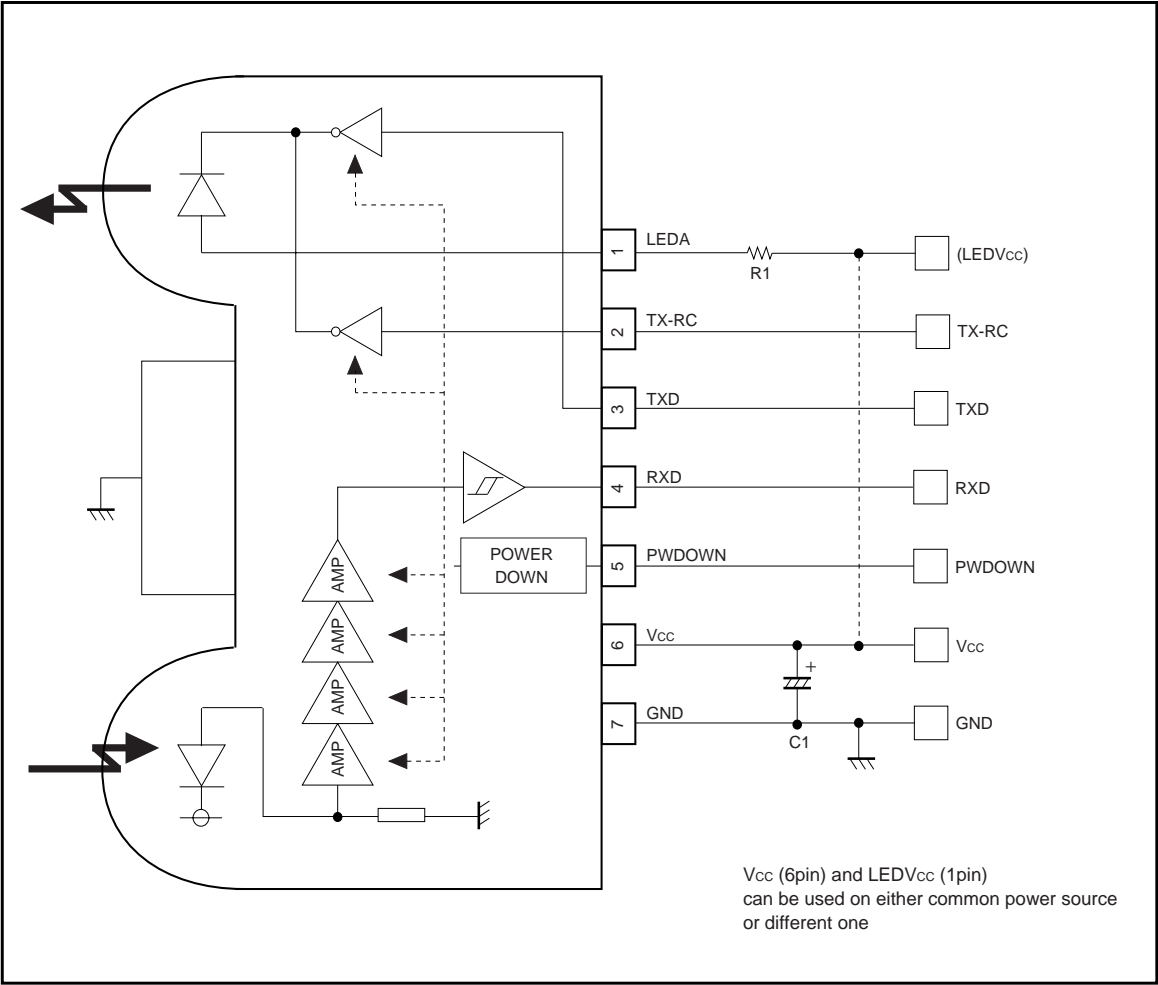 1
LEDA
R1
(LEDVcc)
2
TX-RC
TX-RC
3
TXD
TXD
4
RXD
RXD
POWER
DOWN
5
PWDOWN
PWDOWN
AMP
AMP
AMP
AMP
6
Vcc
+
Vcc
7
GND
C1
GND
Vcc (6pin) and LEDVcc (1pin)
can be used on either common power source
or different one